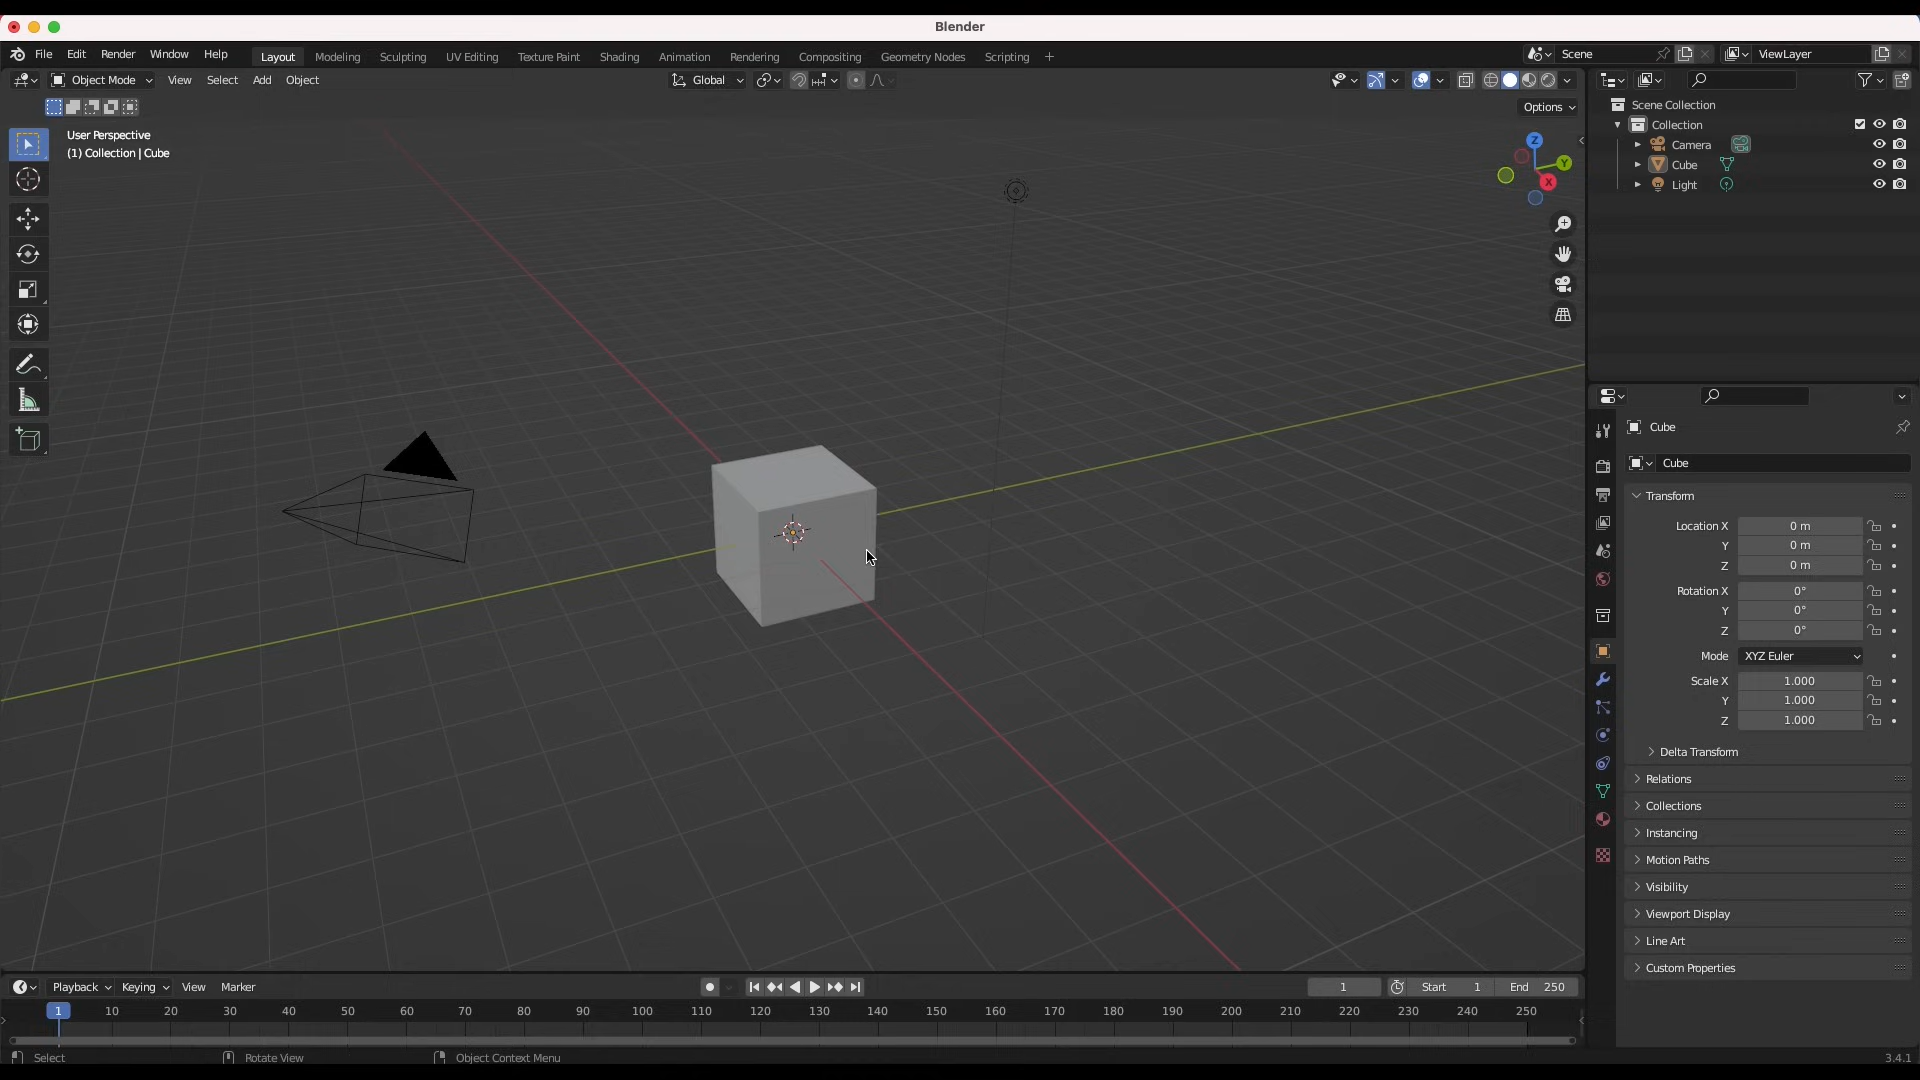 Blender
File Edit Render Window Help Layout Modeling Sculpting UV Editing Texture Paint Shading Animation Rendering Compositing Geometry Nodes Scripting + Scene ViewLayer
Object Mode View Select Add Object Global
Options
User Perspective
(1) Collection | Cube
Z
Y
X
Scene Collection
Collection
Camera
Cube
Light
Cube
Cube
Transform
Location X 0 m
Y 0 m
Z 0 m
Rotation X 0°
Y 0°
Z 0°
Mode XYZ Euler
Scale X 1.000
Y 1.000
Z 1.000
Delta Transform
Relations
Collections
Instancing
Motion Paths
Visibility
Viewport Display
Line Art
Custom Properties
Playback Keying View Marker 1 Start 1 End 250
1 10 20 30 40 50 60 70 80 90 100 110 120 130 140 150 160 170 180 190 200 210 220 230 240 250
Select Rotate View Object Context Menu 3.4.1